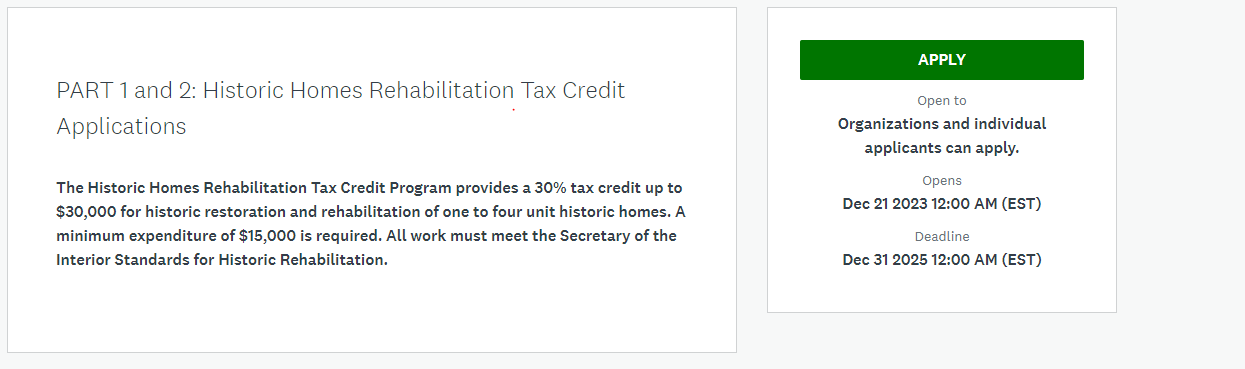 PART 1 and 2: Historic Homes Rehabilitation Tax Credit
Applications
The Historic Homes Rehabilitation Tax Credit Program provides a 30% tax credit up to
$30,000 for historic restoration and rehabilitation of one to four unit historic homes. A
minimum expenditure of $15,000 is required. All work must meet the Secretary of the
Interior Standards for Historic Rehabilitation.
APPLY
Open to
Organizations and individual
applicants can apply.
Opens
Dec 21 2023 12:00 AM (EST)
Deadline
Dec 31 2025 12:00 AM (EST)